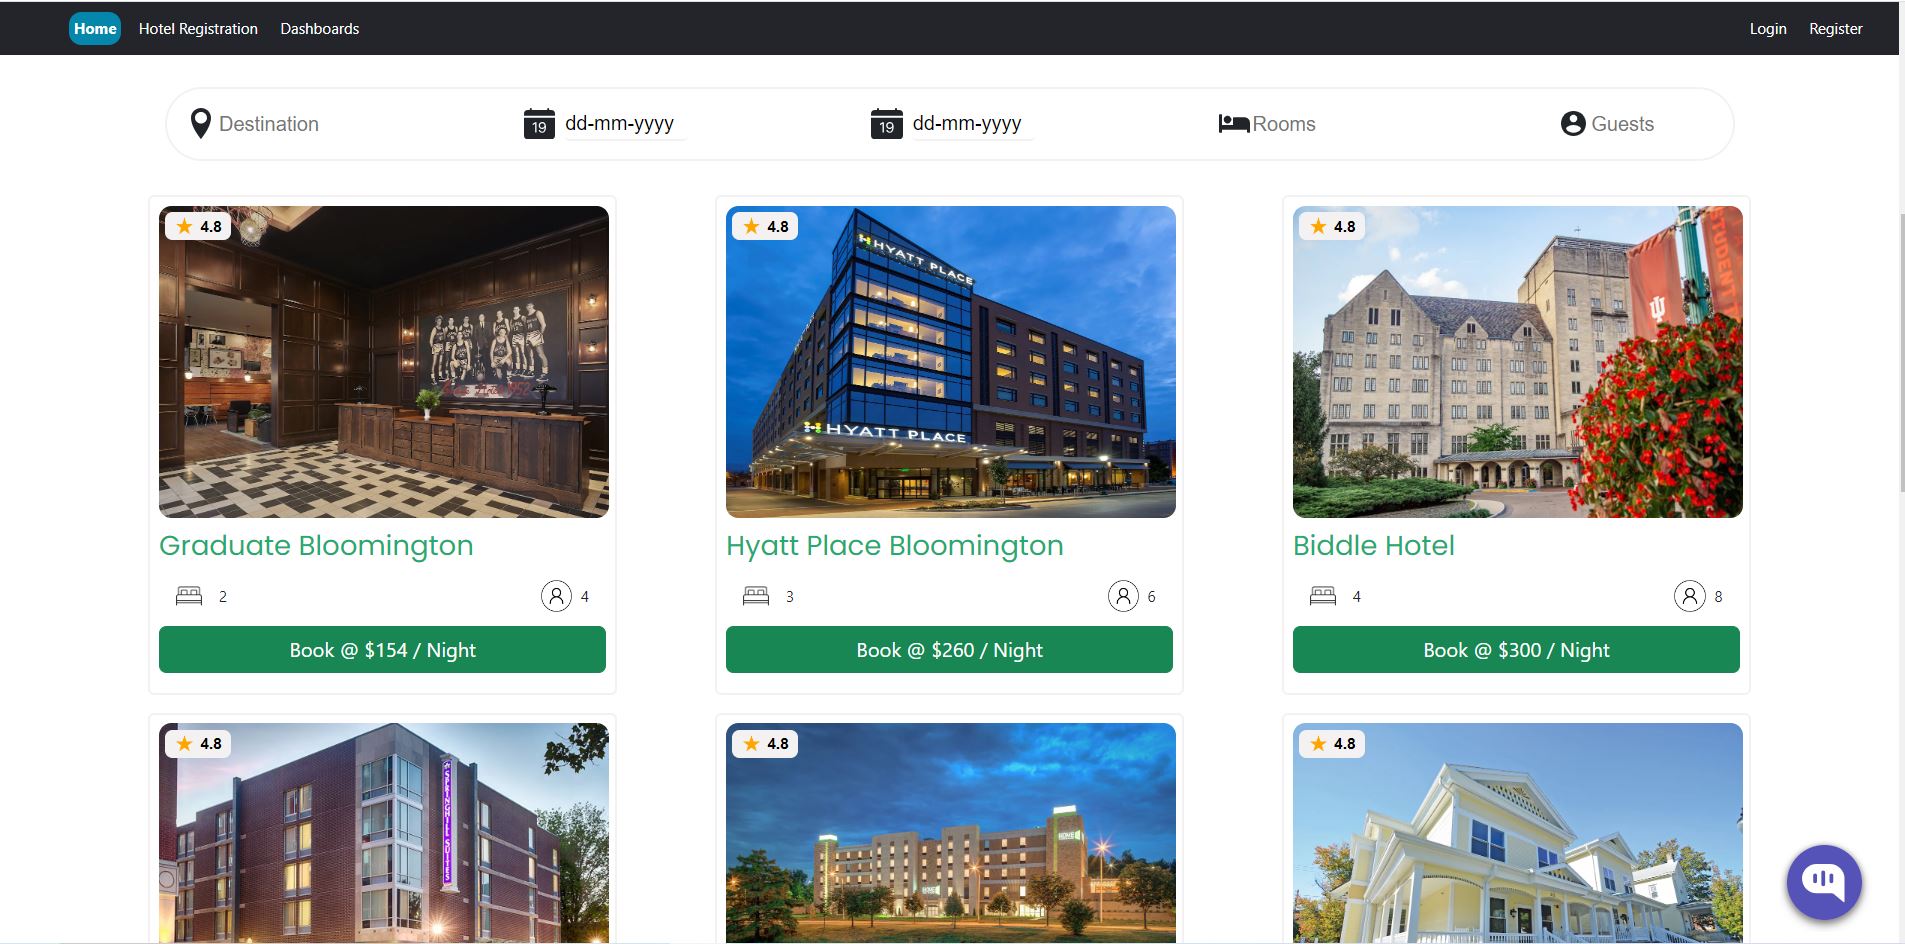 Home Hotel Registration Dashboards Login Register
Destination 19 dd-mm-yyyy 19 dd-mm-yyyy Rooms Guests
4.8 4.8 4.8
HYATT PLACE
HYATT PLACE
STUDENT
Graduate Bloomington Hyatt Place Bloomington Biddle Hotel
2 4 3 6 4 8
Book @ $154 / Night Book @ $260 / Night Book @ $300 / Night
4.8 4.8 4.8
SPRINGHILL SUITES
HOME
HOME